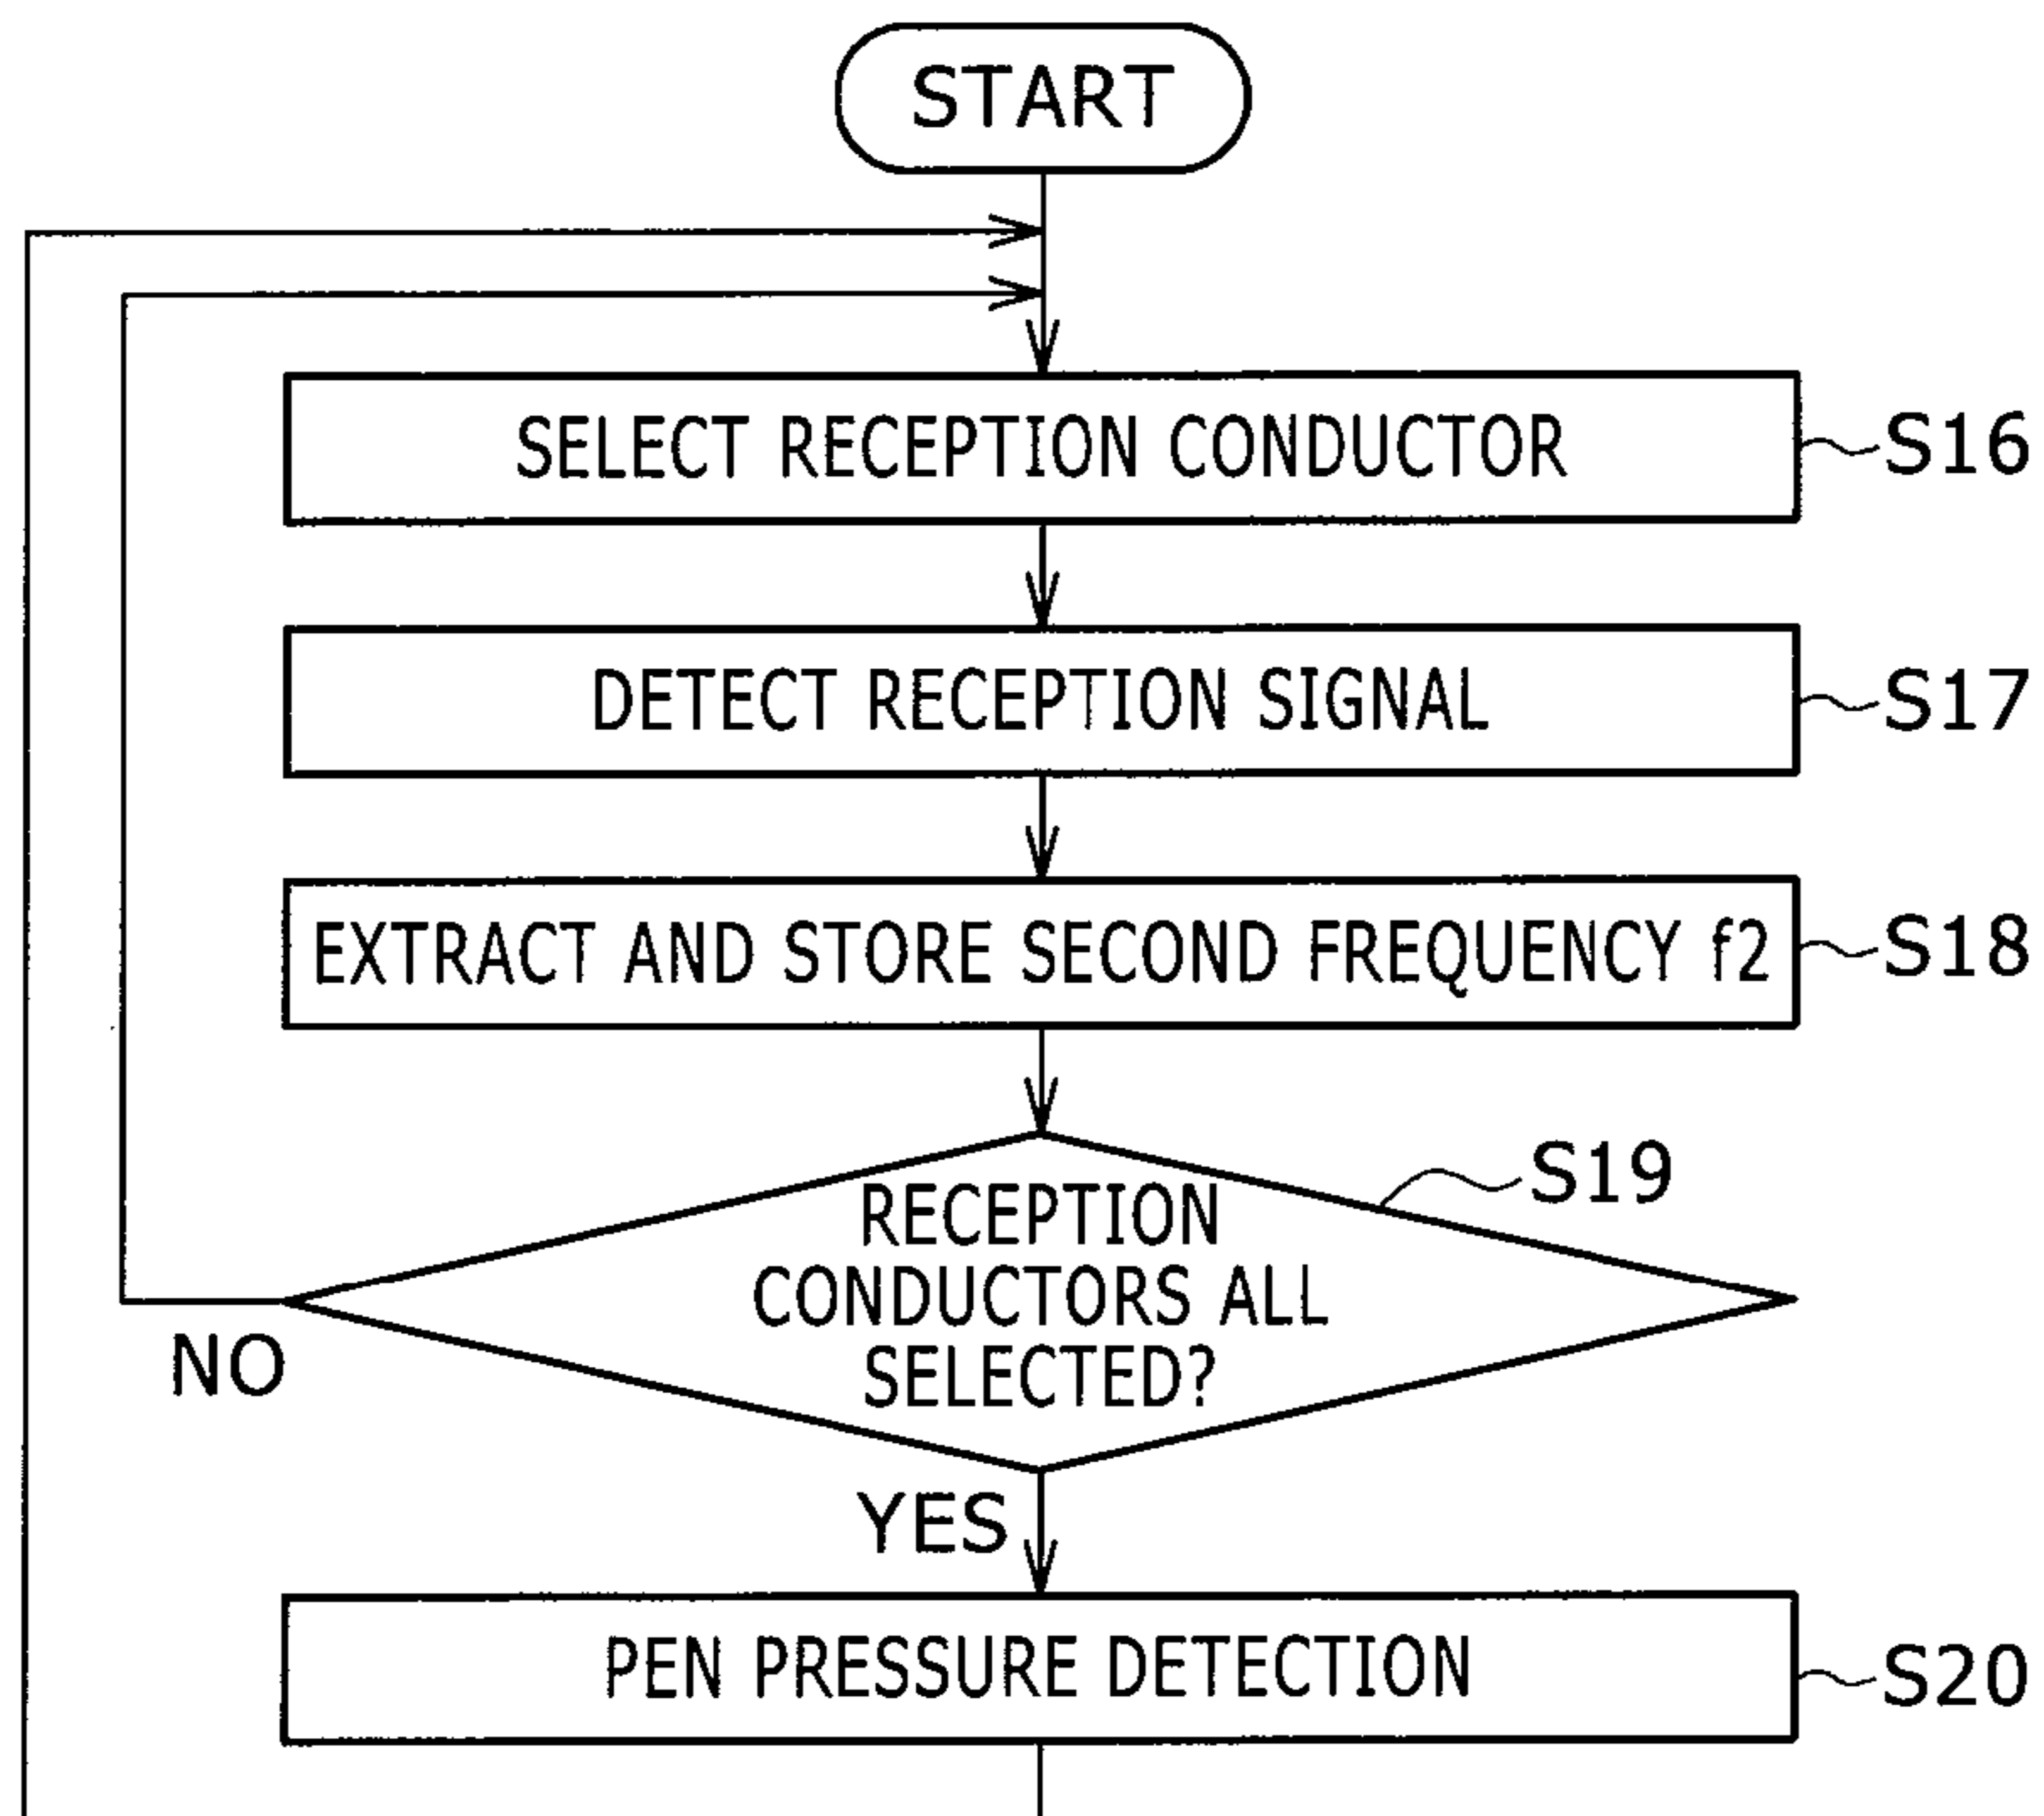 START
SELECT RECEPTION CONDUCTOR
S16
DETECT RECEPTION SIGNAL
S17
EXTRACT AND STORE SECOND FREQUENCY f2
S18
S19
RECEPTION
CONDUCTORS ALL
SELECTED?
NO
YES
PEN PRESSURE DETECTION
S20